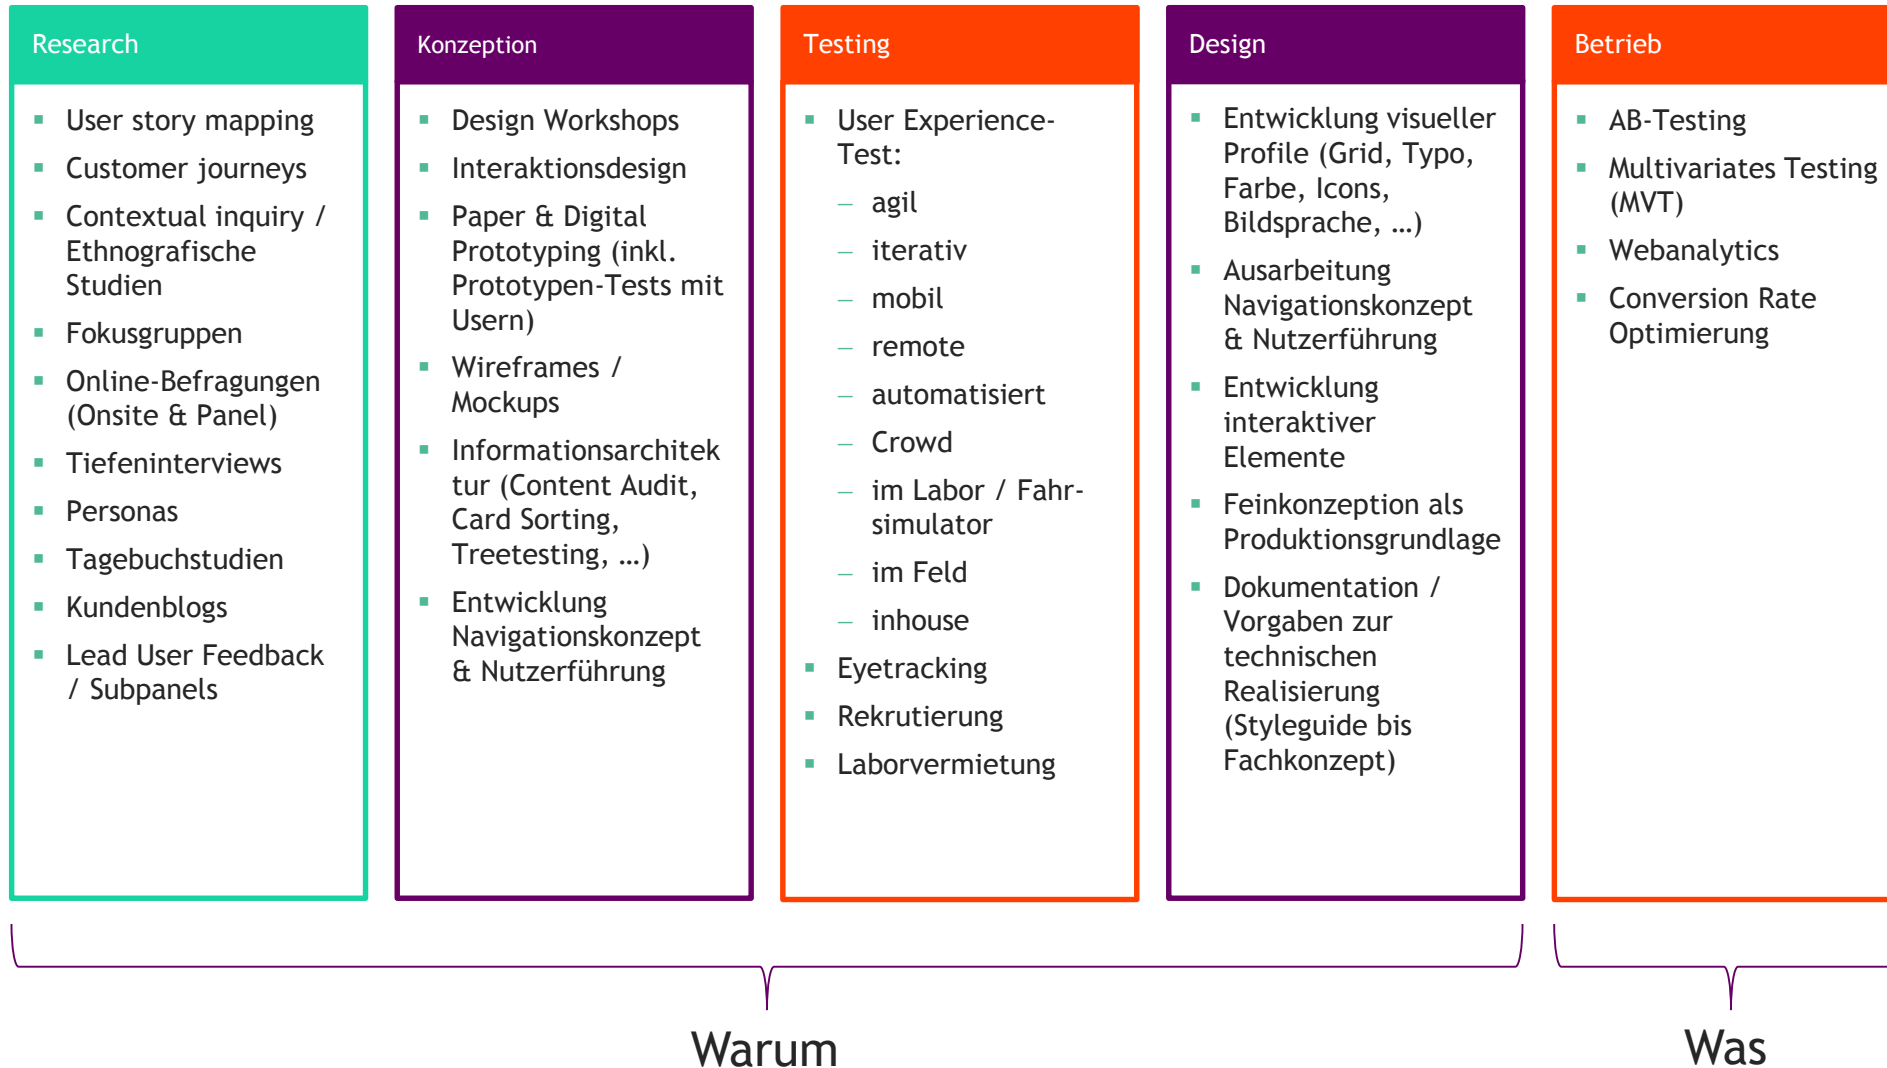 Research
User story mapping
Customer journeys
Contextual inquiry /
Ethnografische
Studien
Fokusgruppen
Online-Befragungen
(Onsite & Panel)
Tiefeninterviews
Personas
Tagebuchstudien
Kundenblogs
Lead User Feedback
/ Subpanels
Konzeption
Design Workshops
Interaktionsdesign
Paper & Digital
Prototyping (inkl.
Prototypen-Tests mit
Usern)
Wireframes /
Mockups
Informationsarchitek
tur (Content Audit,
Card Sorting,
Treetesting, …)
Entwicklung
Navigationskonzept
& Nutzerführung
Testing
User Experience-
Test:
– agil
– iterativ
– mobil
– remote
– automatisiert
– Crowd
– im Labor / Fahr-
simulator
– im Feld
– inhouse
Eyetracking
Rekrutierung
Laborvermietung
Design
Entwicklung visueller
Profile (Grid, Typo,
Farbe, Icons,
Bildsprache, …)
Ausarbeitung
Navigationskonzept
& Nutzerführung
Entwicklung
interaktiver
Elemente
Feinkonzeption als
Produktionsgrundlage
Dokumentation /
Vorgaben zur
technischen
Realisierung
(Styleguide bis
Fachkonzept)
Betrieb
AB-Testing
Multivariates Testing
(MVT)
Webanalytics
Conversion Rate
Optimierung
Warum
Was